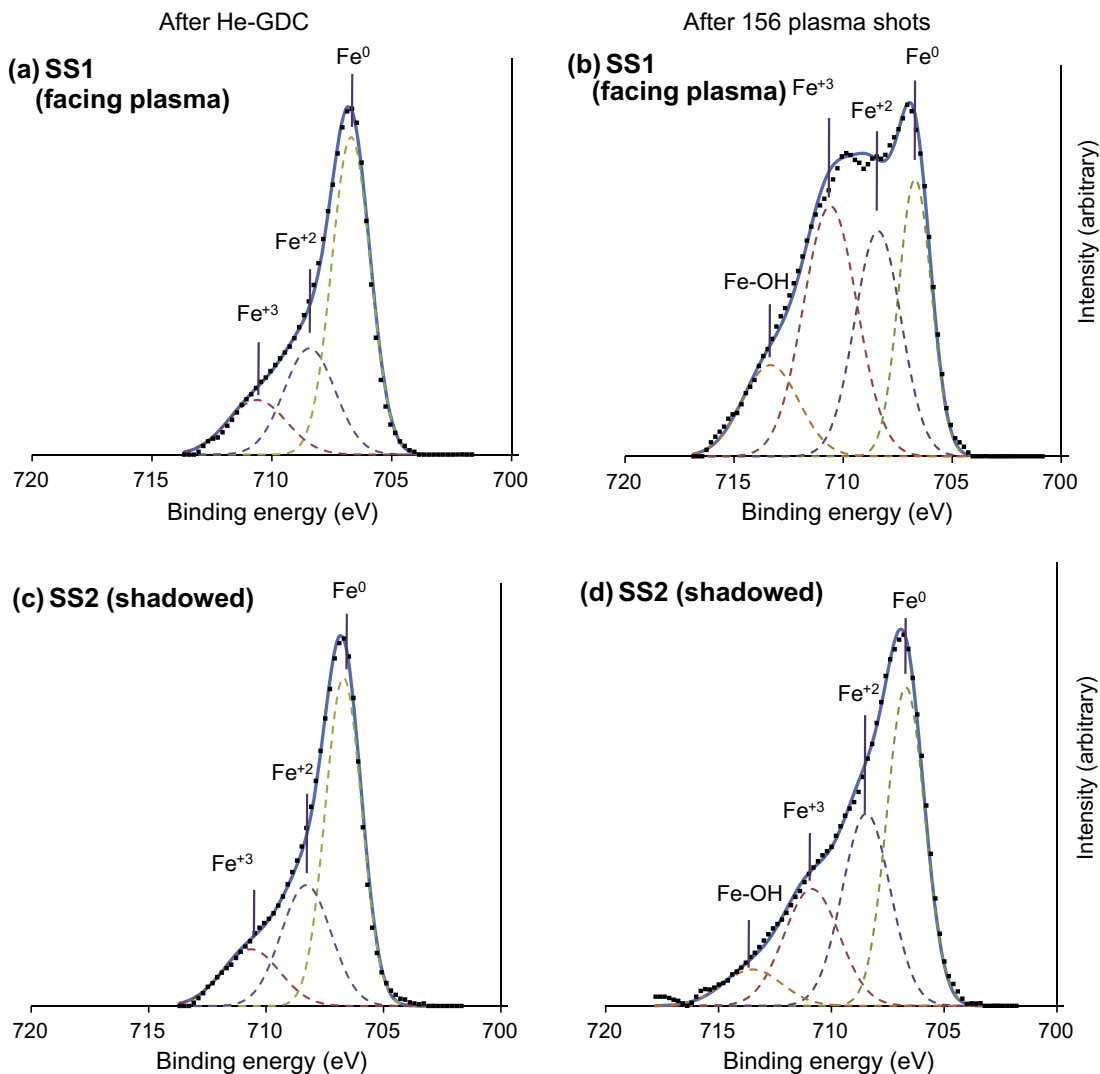 After He-GDC
After 156 plasma shots
(a) SS1
(facing plasma)
Fe⁰
Fe⁺²
Fe⁺³
720 715 710 705 700
Binding energy (eV)
(b) SS1
(facing plasma)
Fe⁺³
Fe⁺²
Fe⁰
Fe-OH
Intensity (arbitrary)
720 715 710 705 700
Binding energy (eV)
(c) SS2 (shadowed)
Fe⁰
Fe⁺²
Fe⁺³
720 715 710 705 700
Binding energy (eV)
(d) SS2 (shadowed)
Fe⁰
Fe⁺²
Fe⁺³
Fe-OH
Intensity (arbitrary)
720 715 710 705 700
Binding energy (eV)